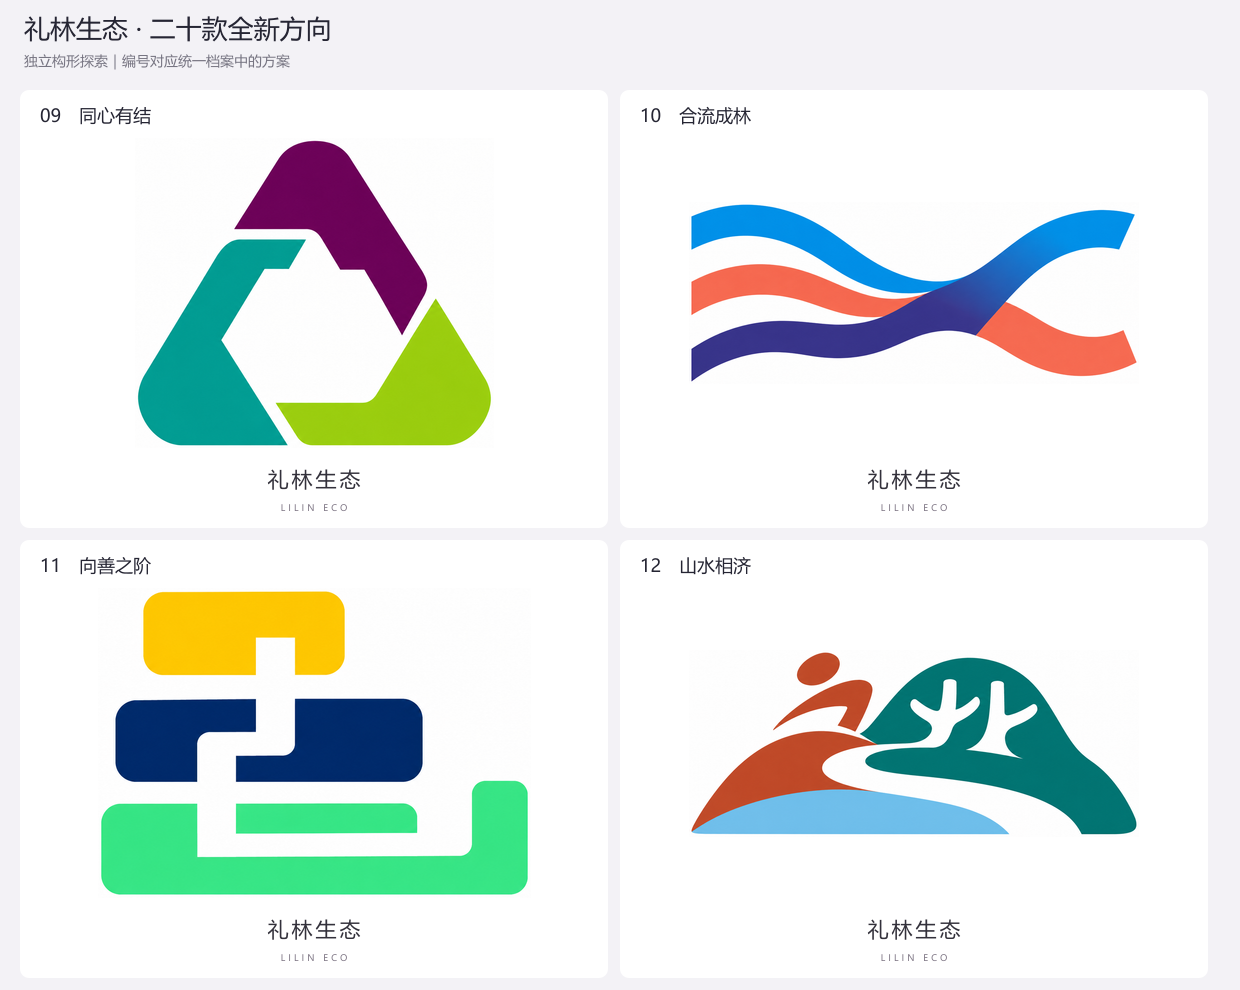 礼林生态 · 二十款全新方向
独立构形探索｜编号对应统一档案中的方案
09 同心有结
礼林生态
LILIN ECO
10 合流成林
礼林生态
LILIN ECO
11 向善之阶
礼林生态
LILIN ECO
12 山水相济
礼林生态
LILIN ECO